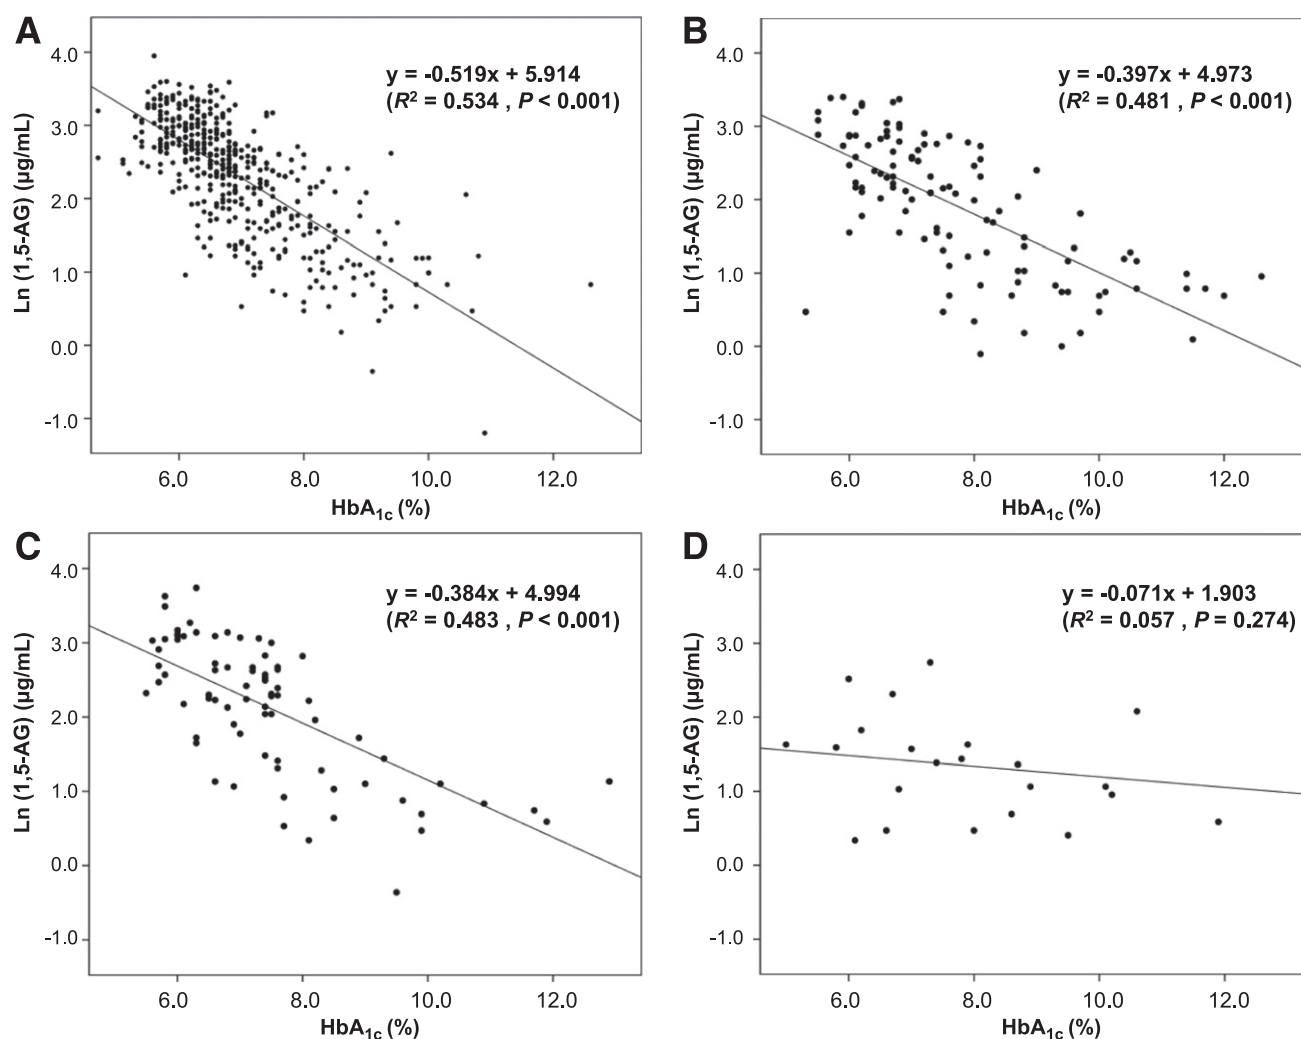 A
y = -0.519x + 5.914
(R² = 0.534 , P < 0.001)
Ln (1,5-AG) (µg/mL)
4.0
3.0
2.0
1.0
0.0
-1.0
6.0 8.0 10.0 12.0
HbA₁c (%)
B
y = -0.397x + 4.973
(R² = 0.481 , P < 0.001)
Ln (1,5-AG) (µg/mL)
4.0
3.0
2.0
1.0
0.0
-1.0
6.0 8.0 10.0 12.0
HbA₁c (%)
C
y = -0.384x + 4.994
(R² = 0.483 , P < 0.001)
Ln (1,5-AG) (µg/mL)
4.0
3.0
2.0
1.0
0.0
-1.0
6.0 8.0 10.0 12.0
HbA₁c (%)
D
y = -0.071x + 1.903
(R² = 0.057 , P = 0.274)
Ln (1,5-AG) (µg/mL)
4.0
3.0
2.0
1.0
0.0
-1.0
6.0 8.0 10.0 12.0
HbA₁c (%)